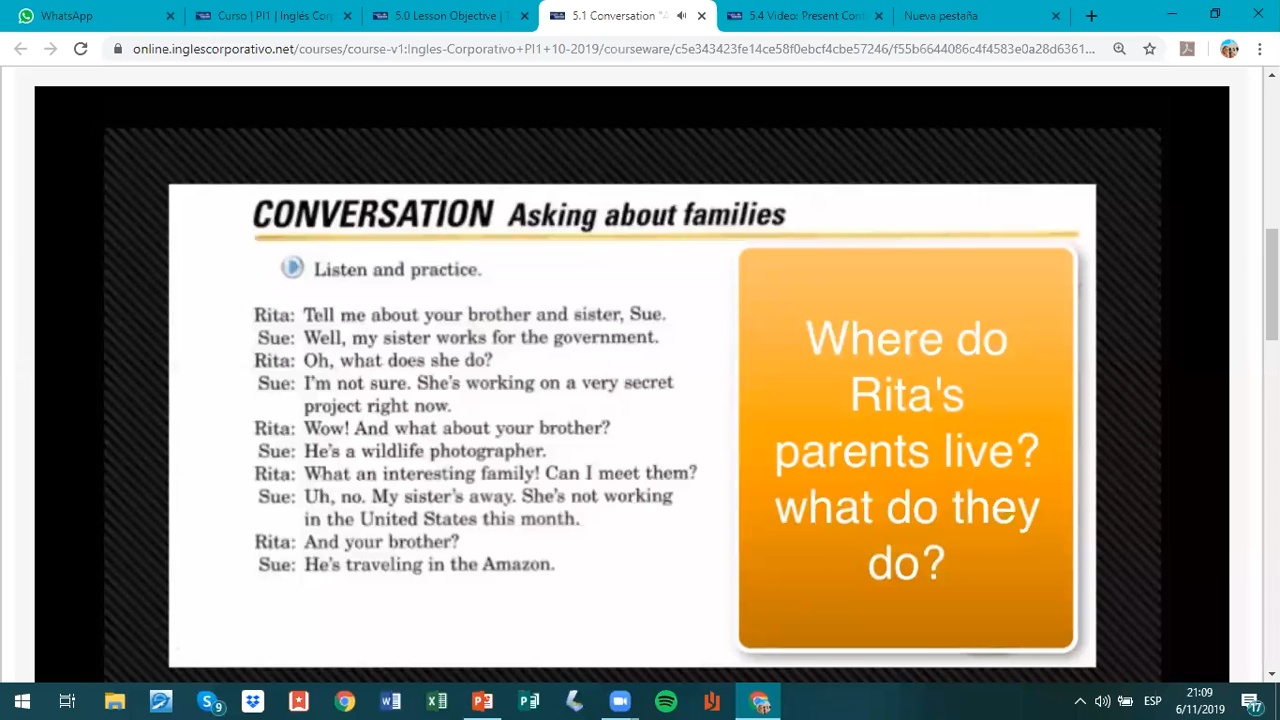 WhatsApp
Curso | PI1 | Inglés Cor
5.0 Lesson Objective | T
5.1 Conversation "A
5.4 Video: Present Cont
Nueva pestaña
online.inglescorporativo.net/courses/course-v1:Ingles-Corporativo+PI1+10-2019/courseware/c5e343423fe14ce58f0ebcf4cbe57246/f55b6644086c4f4583e0a28d6361...
CONVERSATION Asking about families
Listen and practice.
Rita: Tell me about your brother and sister, Sue.
Sue: Well, my sister works for the government.
Rita: Oh, what does she do?
Sue: I'm not sure. She's working on a very secret
project right now.
Rita: Wow! And what about your brother?
Sue: He's a wildlife photographer.
Rita: What an interesting family! Can I meet them?
Sue: Uh, no. My sister's away. She's not working
in the United States this month.
Rita: And your brother?
Sue: He's traveling in the Amazon.
Where do
Rita's
parents live?
what do they
do?
ESP
21:09
6/11/2019
17